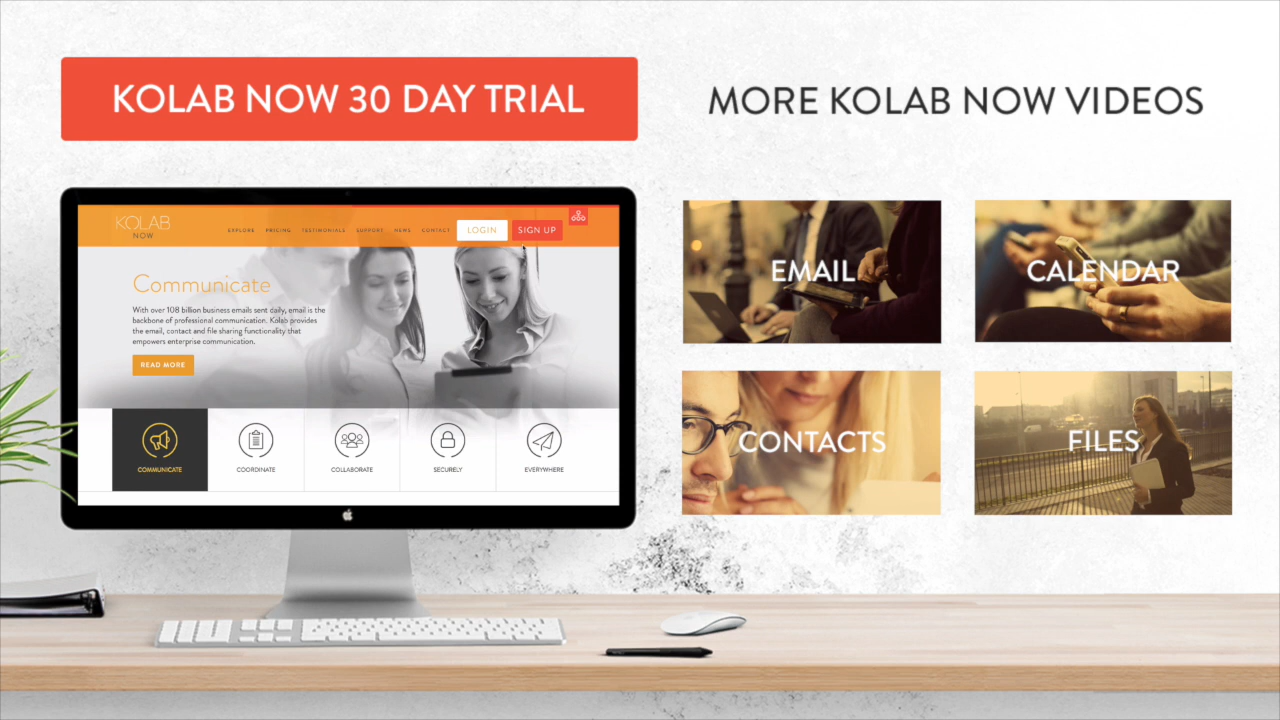 KOLAB NOW 30 DAY TRIAL
MORE KOLAB NOW VIDEOS
KOLAB
NOW
EXPLORE PRICING TESTIMONIALS SUPPORT NEWS CONTACT LOGIN SIGN UP
Communicate
With over 108 billion business emails sent daily, email is the
backbone of professional communication. Kolab provides
the email, contact and file sharing functionality that
empowers enterprise communication.
READ MORE
COMMUNICATE
COORDINATE
COLLABORATE
SECURELY
EVERYWHERE
EMAIL
CALENDAR
CONTACTS
FILES